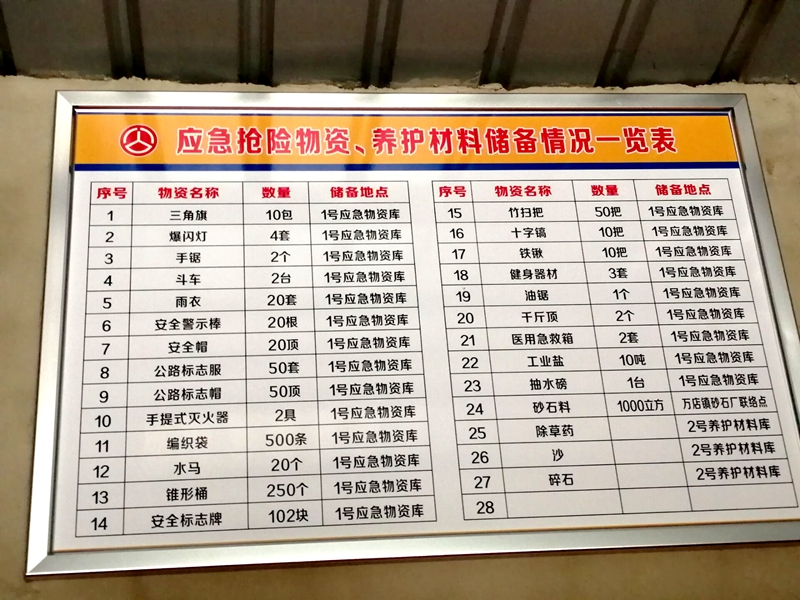 应急抢险物资、养护材料储备情况一览表
序号 物资名称 数量 储备地点
1 三角旗 10包 1号应急物资库
2 爆闪灯 4套 1号应急物资库
3 手锯 2个 1号应急物资库
4 斗车 2台 1号应急物资库
5 雨衣 20套 1号应急物资库
6 安全警示棒 20根 1号应急物资库
7 安全帽 20顶 1号应急物资库
8 公路标志服 50套 1号应急物资库
9 公路标志帽 50顶 1号应急物资库
10 手提式灭火器 2具 1号应急物资库
11 编织袋 500条 1号应急物资库
12 水马 20个 1号应急物资库
13 锥形桶 250个 1号应急物资库
14 安全标志牌 102块 1号应急物资库
序号 物资名称 数量 储备地点
15 竹扫把 50把 1号应急物资库
16 十字镐 10把 1号应急物资库
17 铁锹 10把 1号应急物资库
18 健身器材 3套 1号应急物资库
19 油锯 1个 1号应急物资库
20 千斤顶 2个 1号应急物资库
21 医用急救箱 2套 1号应急物资库
22 工业盐 10吨 1号应急物资库
23 抽水磅 1台 1号应急物资库
24 砂石料 1000立方 万店镇砂石厂联络点
25 除草药 2号养护材料库
26 沙 2号养护材料库
27 碎石 2号养护材料库
28